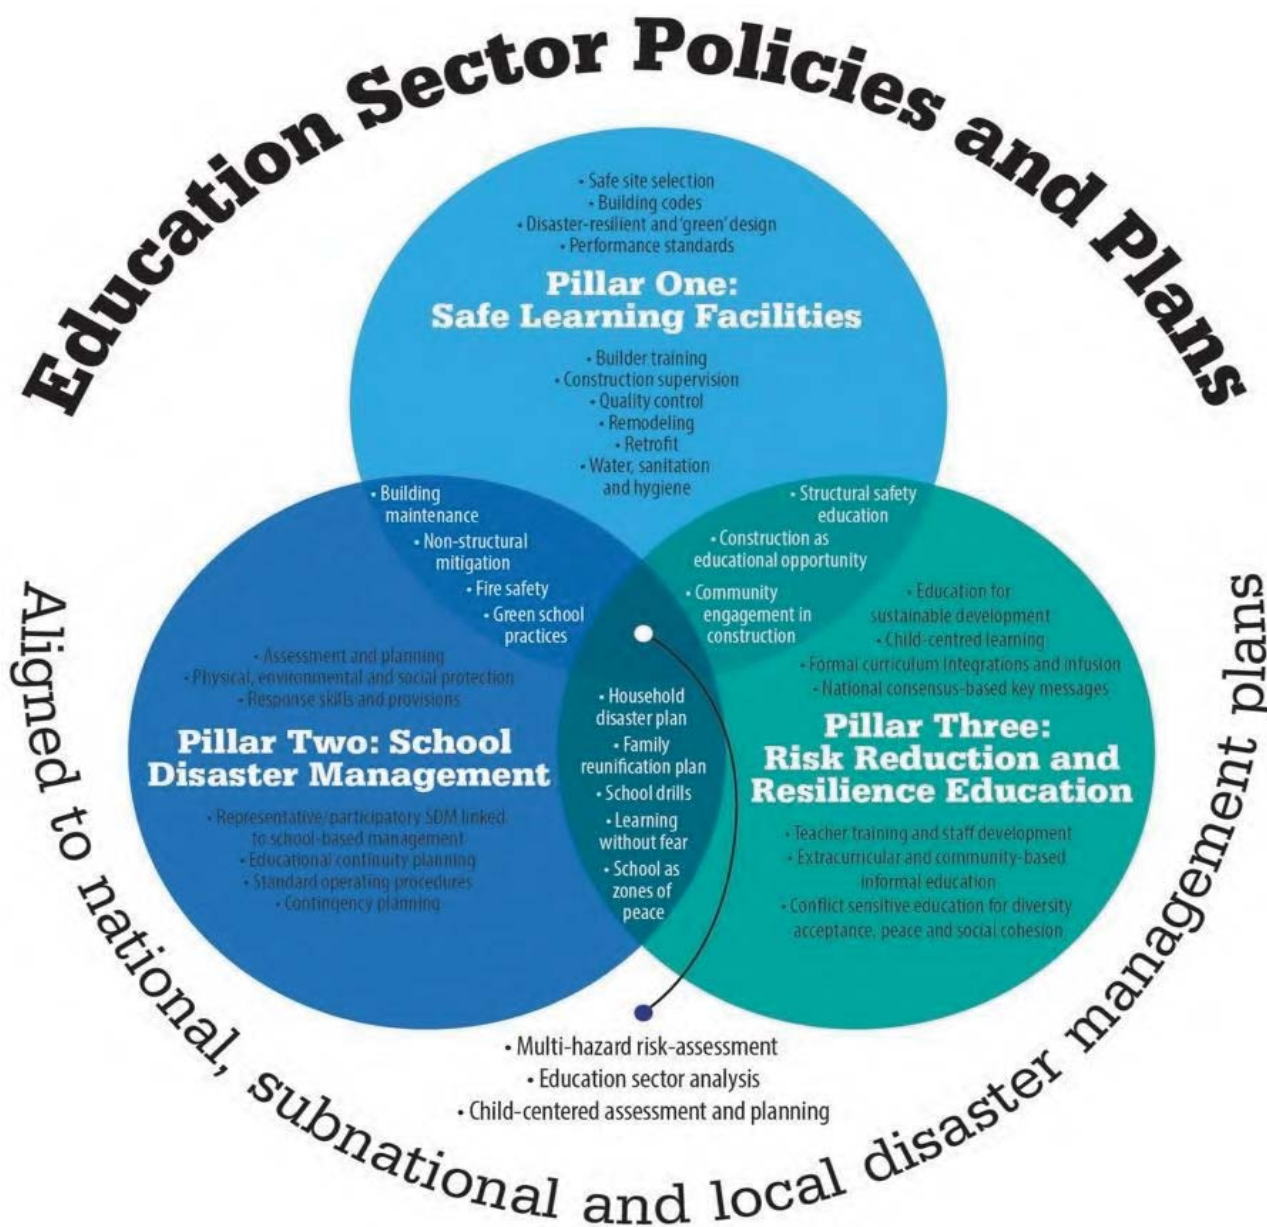 Education Sector Policies and Plans
• Safe site selection
• Building codes
• Disaster-resilient and 'green' design
• Performance standards
Pillar One:
Safe Learning Facilities
• Builder training
• Construction supervision
• Quality control
• Remodeling
• Retrofit
• Water, sanitation
and hygiene
• Building
maintenance
• Non-structural
mitigation
• Fire safety
• Green school
practices
• Structural safety
education
• Construction as
educational opportunity
• Community
engagement in
construction
• Assessment and planning
• Physical, environmental and social protection
• Response skills and provisions
Pillar Two: School
Disaster Management
• Representative/participatory SDM linked
to school-based management
• Educational continuity planning
• Standard operating procedures
• Contingency planning
• Household
disaster plan
• Family
reunification plan
• School drills
• Learning
without fear
• School as
zones of
peace
• Education for
sustainable development
• Child-centred learning
• Formal curriculum Integrations and infusion
• National consensus-based key messages
Pillar Three:
Risk Reduction and
Resilience Education
• Teacher training and staff development
• Extracurricular and community-based
informal education
• Conflict sensitive education for diversity
acceptance, peace and social cohesion
• Multi-hazard risk-assessment
• Education sector analysis
• Child-centered assessment and planning
Aligned to national, subnational and local disaster management plans